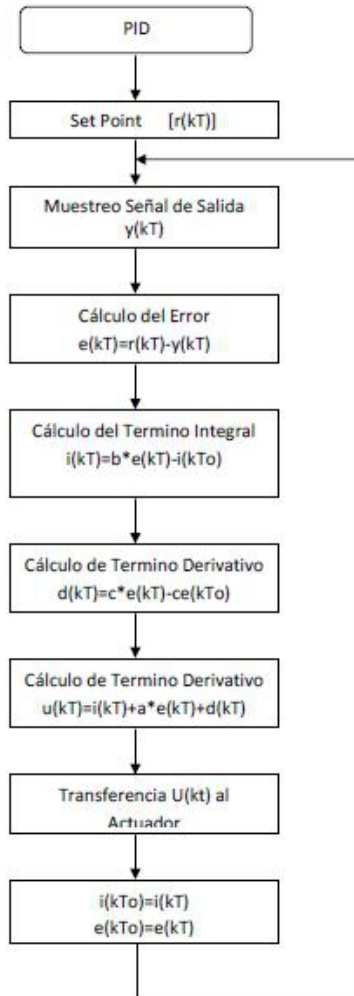 PID
Set Point [r(kT)]
Muestreo Señal de Salida
y(kT)
Cálculo del Error
e(kT)=r(kT)-y(kT)
Cálculo del Termino Integral
i(kT)=b*e(kT)-i(kTo)
Cálculo de Termino Derivativo
d(kT)=c*e(kT)-ce(kTo)
Cálculo de Termino Derivativo
u(kT)=i(kT)+a*e(kT)+d(kT)
Transferencia U(kt) al
Actuador
i(kTo)=i(kT)
e(kTo)=e(kT)